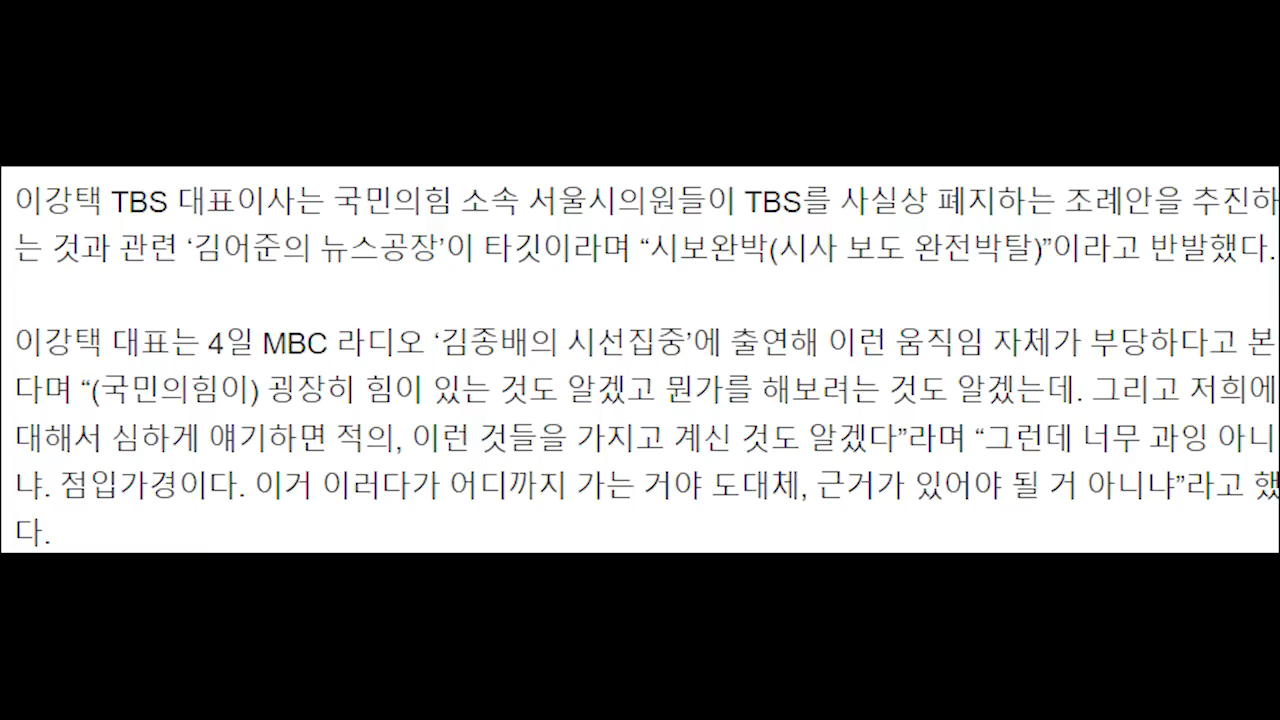 이강택 TBS 대표이사는 국민의힘 소속 서울시의원들이 TBS를 사실상 폐지하는 조례안을 추진하
는 것과 관련 ‘김어준의 뉴스공장’이 타깃이라며 “시보완박(시사 보도 완전박탈)”이라고 반발했다.
이강택 대표는 4일 MBC 라디오 ‘김종배의 시선집중’에 출연해 이런 움직임 자체가 부당하다고 본
다며 “(국민의힘이) 굉장히 힘이 있는 것도 알겠고 뭔가를 해보려는 것도 알겠는데. 그리고 저희에
대해서 심하게 얘기하면 적의, 이런 것들을 가지고 계신 것도 알겠다”라며 “그런데 너무 과잉 아니
냐. 점입가경이다. 이거 이러다가 어디까지 가는 거야 도대체, 근거가 있어야 될 거 아니냐”라고 했
다.